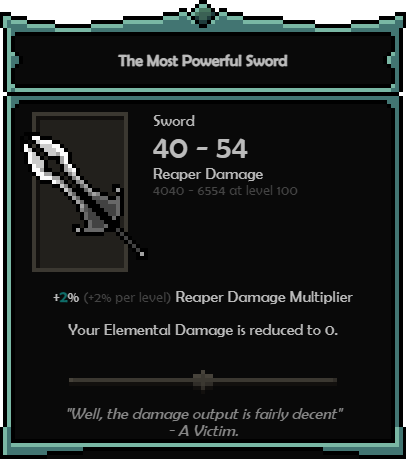 The Most Powerful Sword
Sword
40 - 54
Reaper Damage
4040 - 6554 at level 100
+2% (+2% per level) Reaper Damage Multiplier
Your Elemental Damage is reduced to 0.
"Well, the damage output is fairly decent"
- A Victim.